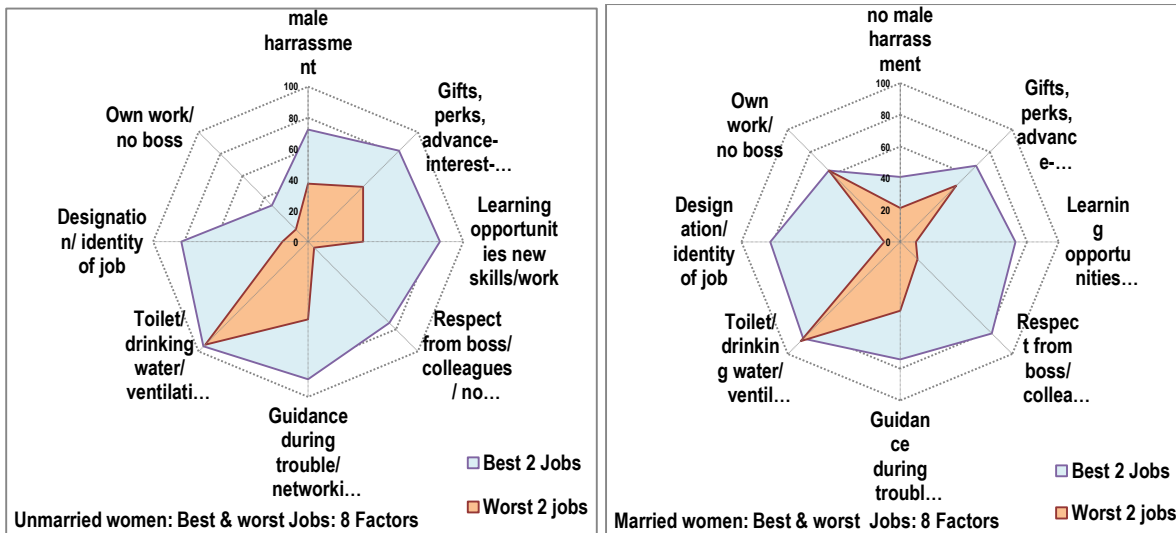 male
harrassme
nt
Gifts,
perks,
advance-
interest-…
Learning
opportunit
ies new
skills/work
Respect
from boss/
colleagues
/ no…
Guidance
during
trouble/
networki…
Toilet/
drinking
water/
ventilati…
Designatio
n/ identity
of job
Own work/
no boss
100
80
60
40
20
0
Best 2 Jobs
Worst 2 jobs
Unmarried women: Best & worst Jobs: 8 Factors
no male
harrass
ment
Gifts,
perks,
advanc
e-…
Learnin
g
opportu
nities…
Respec
t from
boss/
collea…
Guidan
ce
during
troubl…
Toilet/
drinkin
g water/
ventil…
Design
ation/
identity
of job
Own
work/
no boss
100
80
60
40
20
0
Best 2 Jobs
Worst 2 jobs
Married women: Best & worst Jobs: 8 Factors